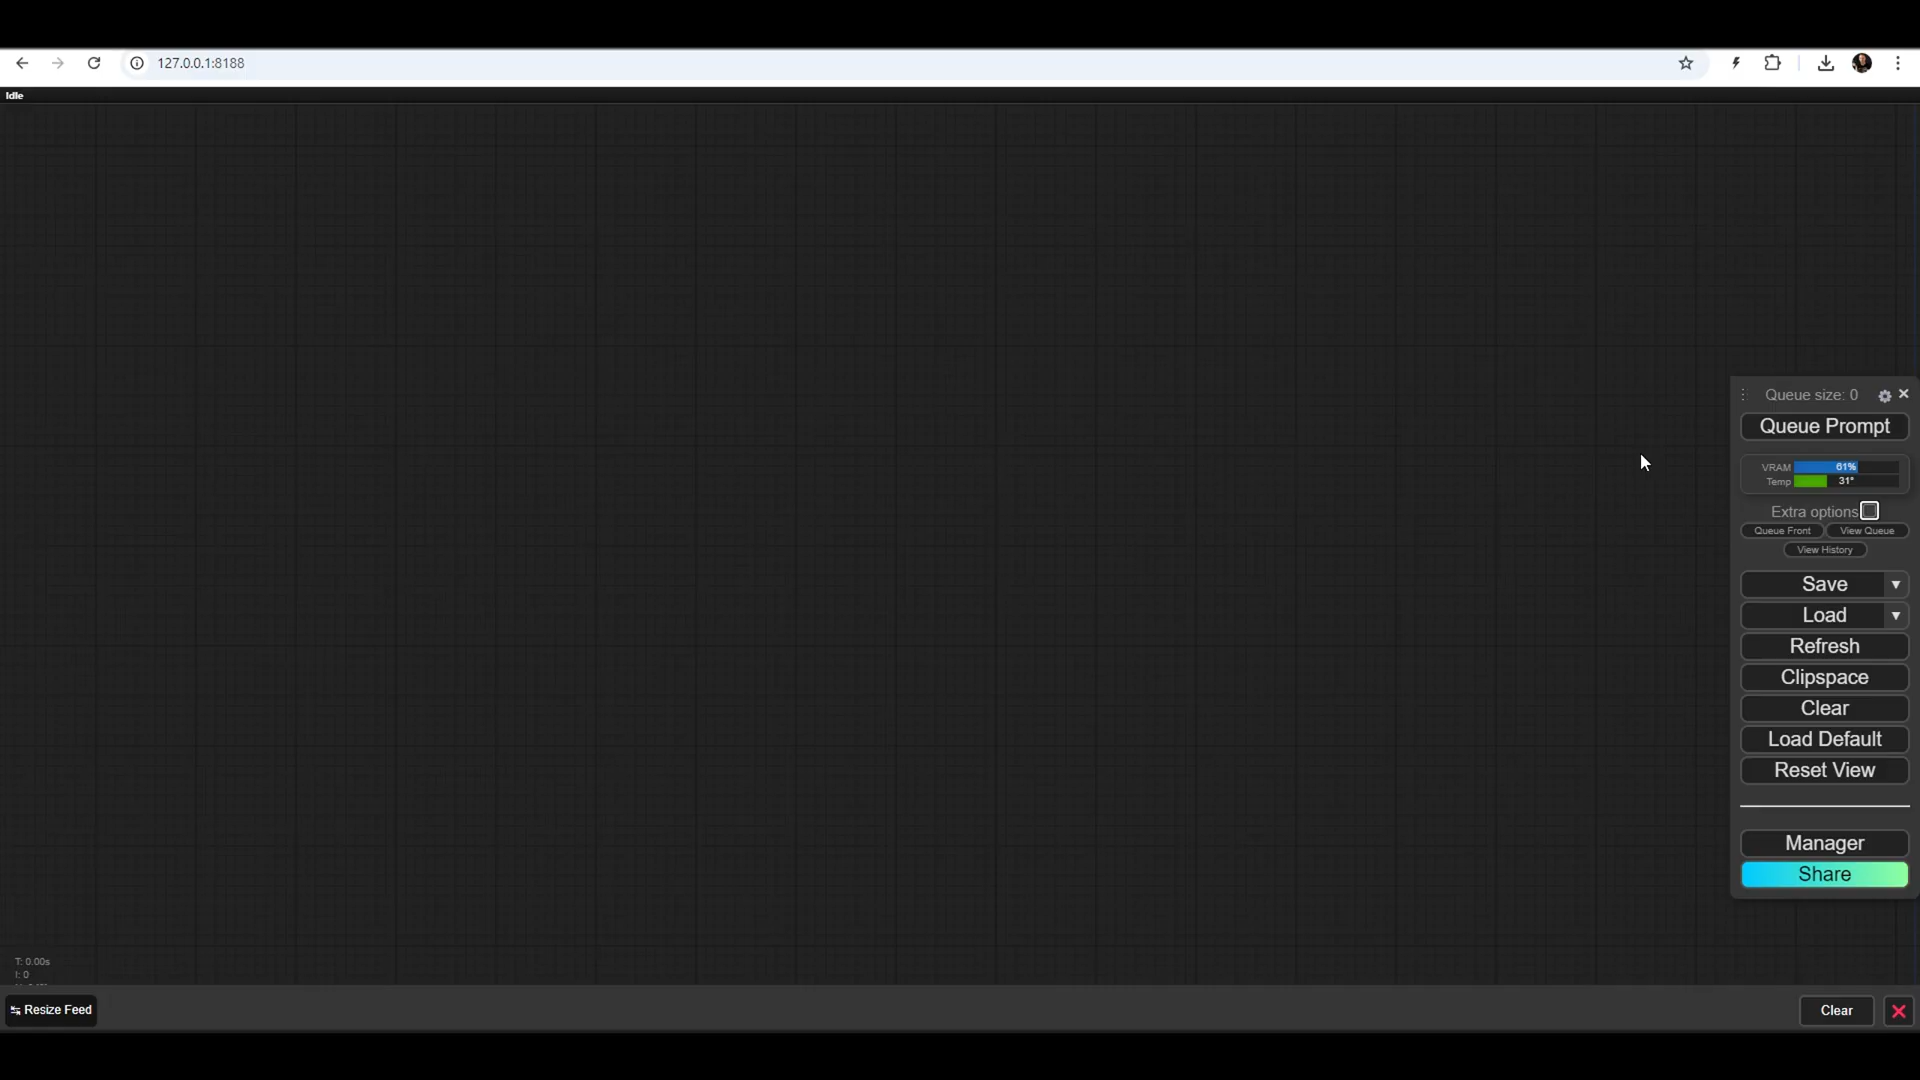 127.0.0.1:8188
Idle
Queue size: 0
Queue Prompt
VRAM 61%
Temp 31°
Extra options
Queue Front View Queue
View History
Save
Load
Refresh
Clipspace
Clear
Load Default
Reset View
Manager
Share
T: 0.00s
I: 0
Resize Feed
Clear